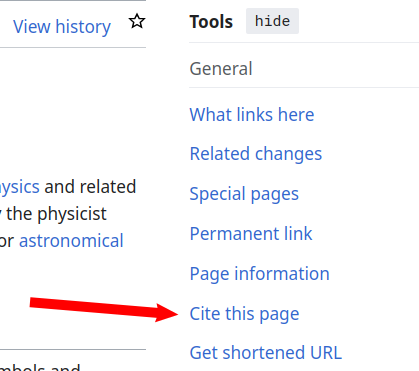 View history
Tools hide
General
What links here
Related changes
Special pages
Permanent link
Page information
Cite this page
Get shortened URL
ysics and related
the physicist
or astronomical
mbols and